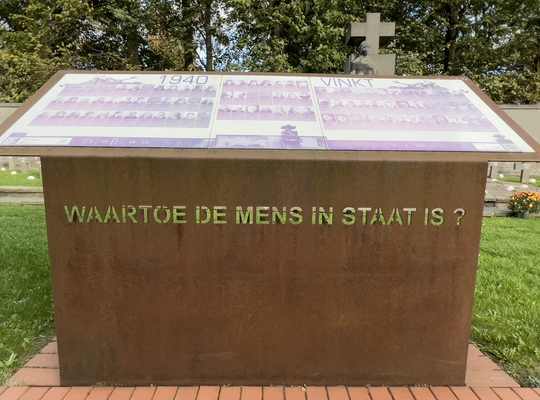 1940 VINKT
WAARTOE DE MENS IN STAAT IS ?